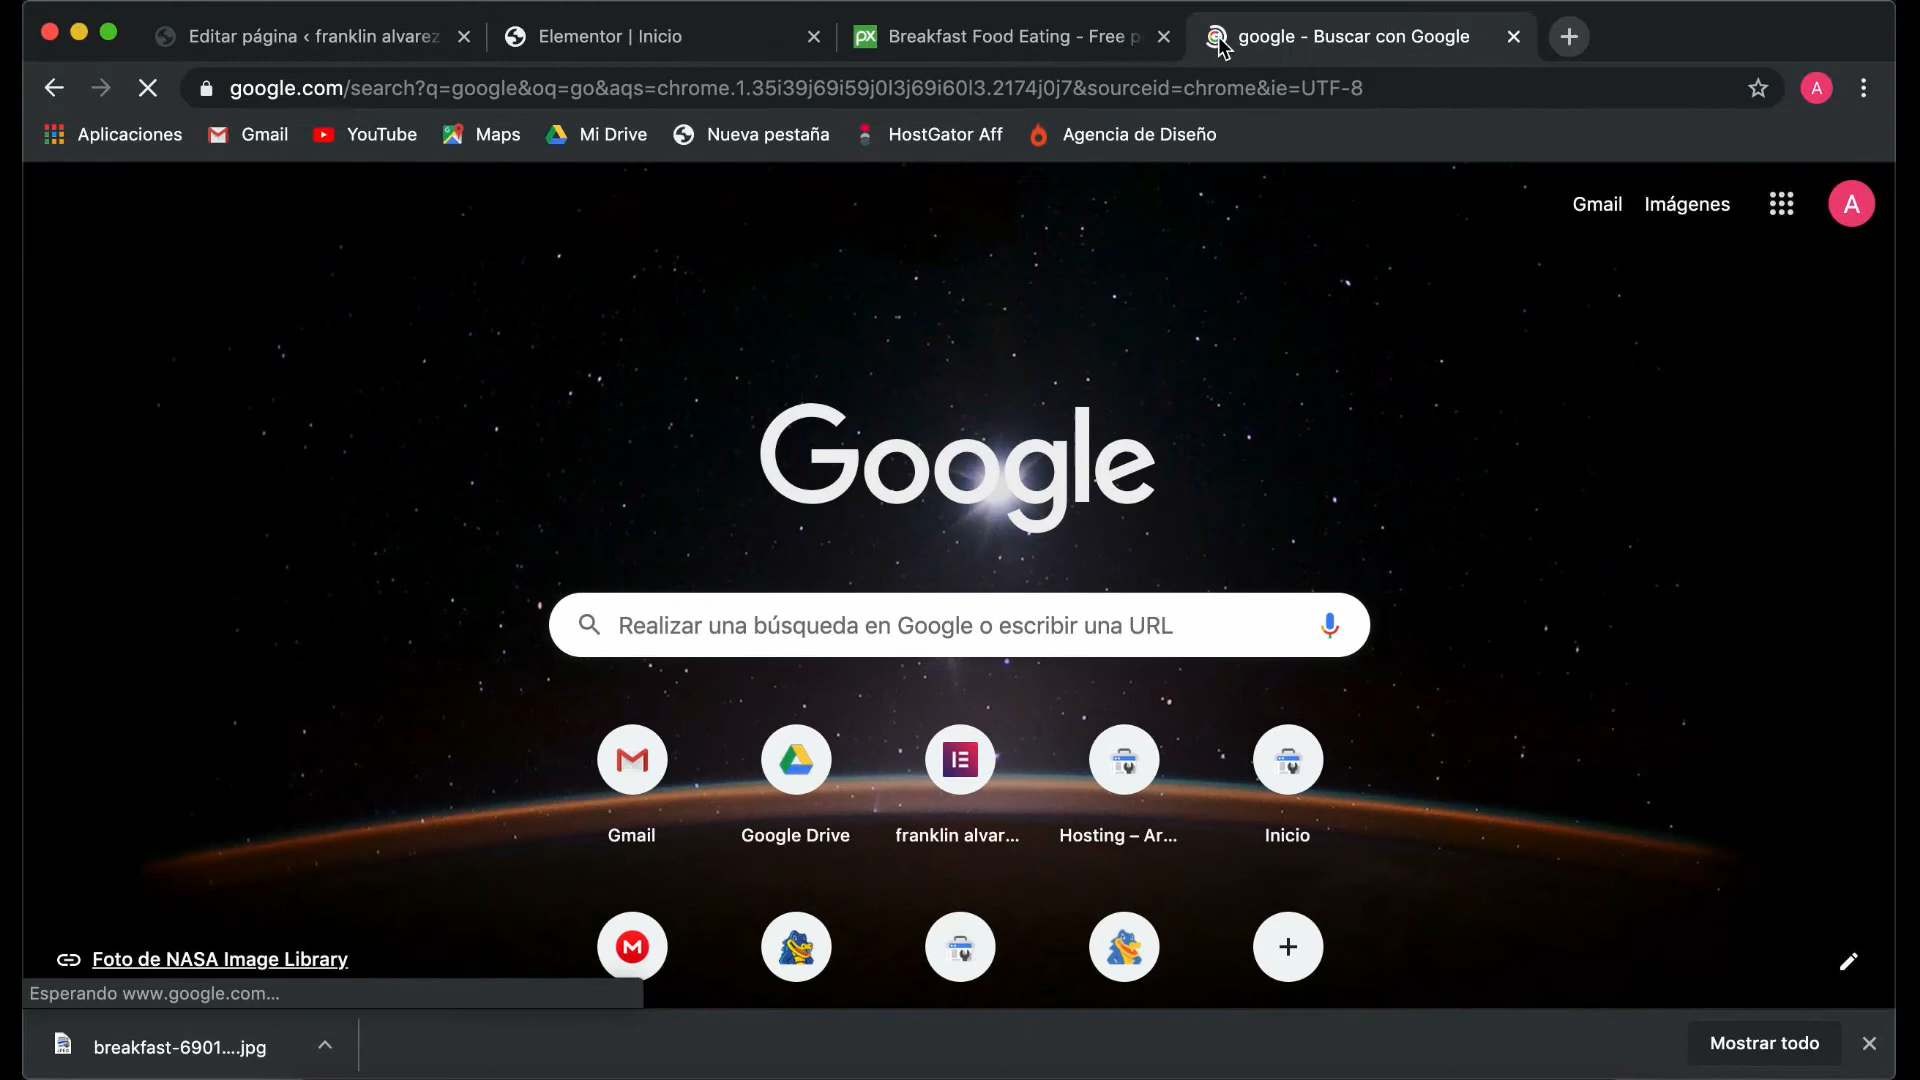 Editar página ‹ franklin alvarez
Elementor | Inicio
Breakfast Food Eating - Free p
google - Buscar con Google
google.com/search?q=google&oq=go&aqs=chrome.1.35i39j69i59j0l3j69i60l3.2174j0j7&sourceid=chrome&ie=UTF-8
A
Aplicaciones
Gmail
YouTube
Maps
Mi Drive
Nueva pestaña
HostGator Aff
Agencia de Diseño
Gmail
Imágenes
A
Google
Realizar una búsqueda en Google o escribir una URL
Gmail
Google Drive
franklin alvar...
Hosting – Ar...
Inicio
Foto de NASA Image Library
Esperando www.google.com...
breakfast-6901....jpg
Mostrar todo